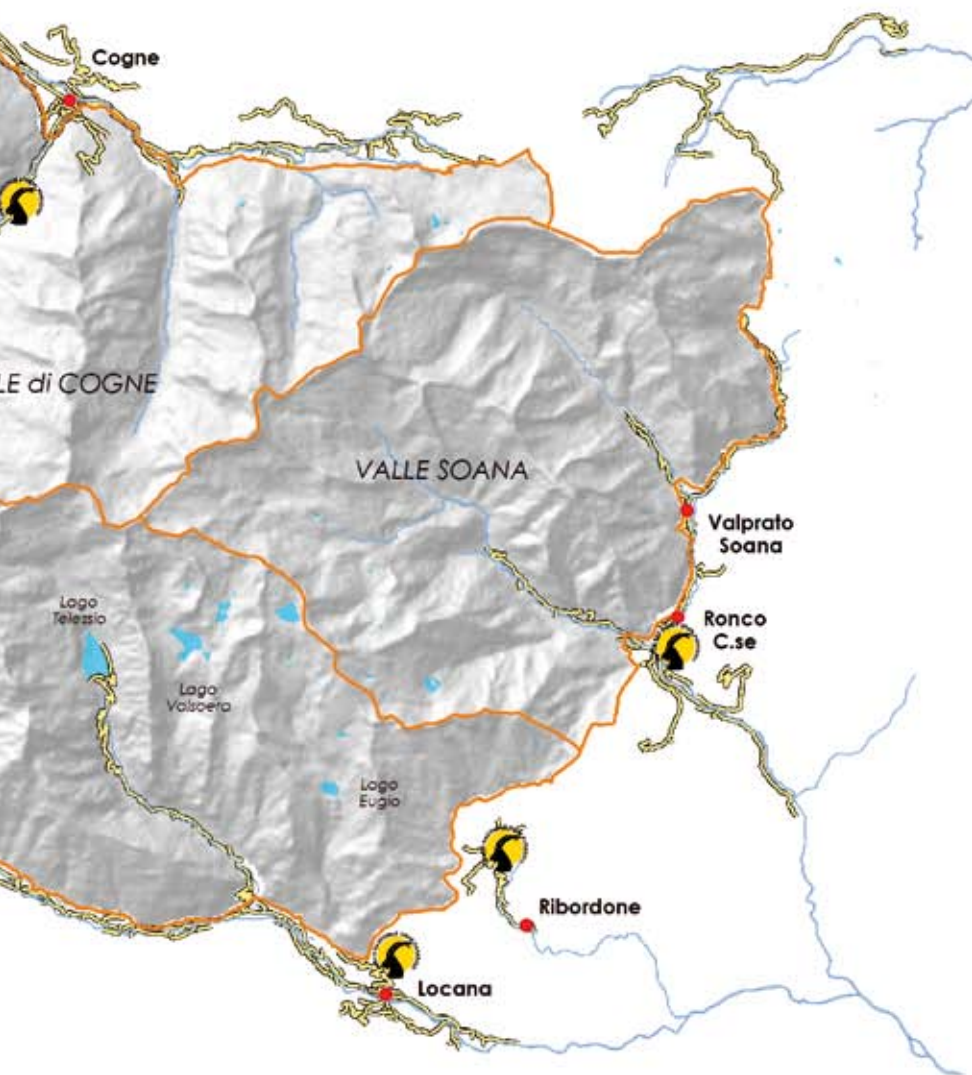 Cogne
LE di COGNE
VALLE SOANA
Valprato
Soana
Lago
Telessio
Ronco
C.se
Lago
Valsoera
Lago
Eugio
Ribordone
Locana